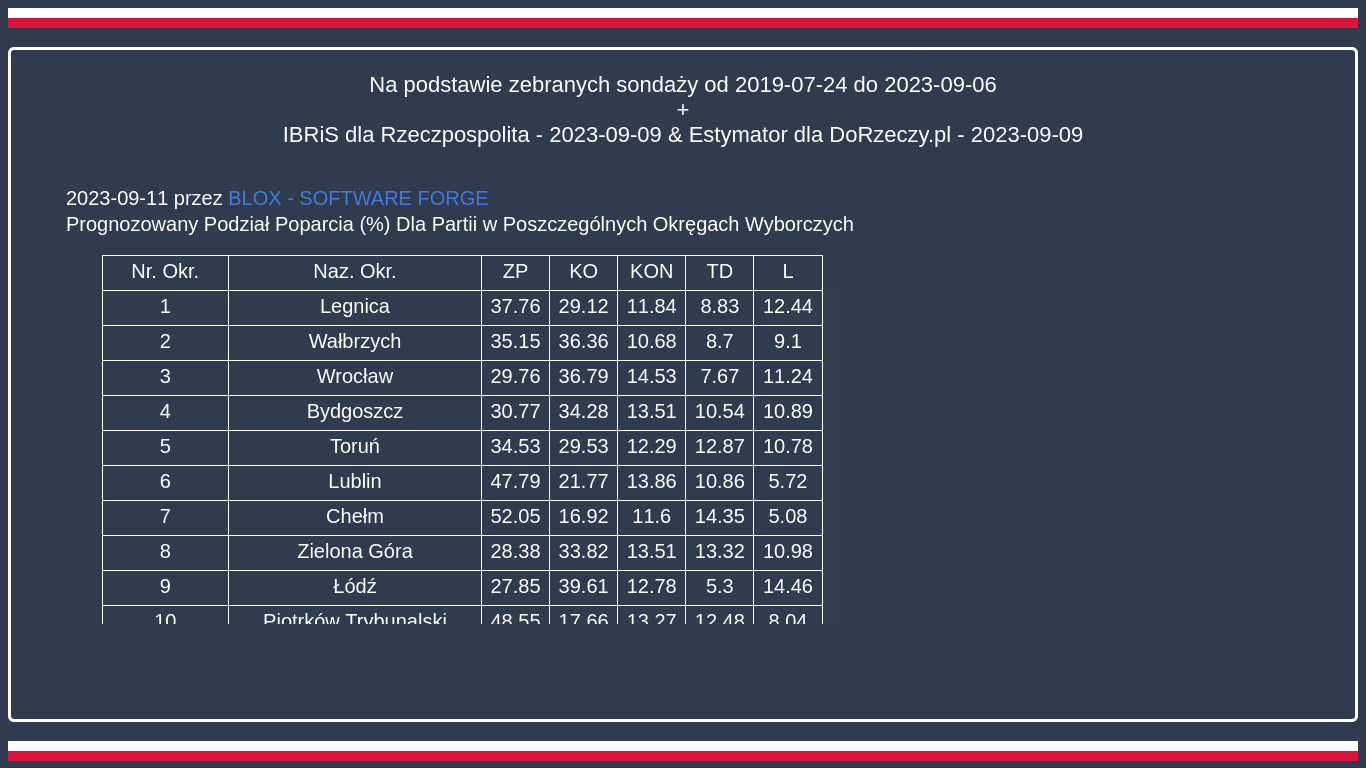 Na podstawie zebranych sondaży od 2019-07-24 do 2023-09-06
+
IBRiS dla Rzeczpospolita - 2023-09-09 & Estymator dla DoRzeczy.pl - 2023-09-09
2023-09-11 przez BLOX - SOFTWARE FORGE
Prognozowany Podział Poparcia (%) Dla Partii w Poszczególnych Okręgach Wyborczych
Nr. Okr. Naz. Okr. ZP KO KON TD L
1 Legnica 37.76 29.12 11.84 8.83 12.44
2 Wałbrzych 35.15 36.36 10.68 8.7 9.1
3 Wrocław 29.76 36.79 14.53 7.67 11.24
4 Bydgoszcz 30.77 34.28 13.51 10.54 10.89
5 Toruń 34.53 29.53 12.29 12.87 10.78
6 Lublin 47.79 21.77 13.86 10.86 5.72
7 Chełm 52.05 16.92 11.6 14.35 5.08
8 Zielona Góra 28.38 33.82 13.51 13.32 10.98
9 Łódź 27.85 39.61 12.78 5.3 14.46
10 Piotrków Trybunalski 48.55 17.66 13.27 12.48 8.04